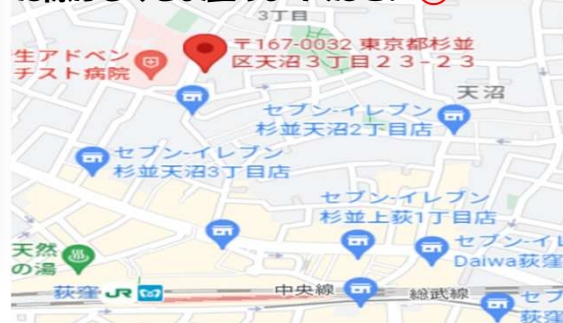 3丁目
〒167-0032 東京都杉並
区天沼3丁目23-23
生アドベン
チスト病院
天沼
セブン-イレブン
杉並天沼2丁目店
セブン-イレブン
杉並天沼3丁目店
セブン-イレブン
杉並上荻1丁目店
セブン-イレ
Daiwa荻窪
天然
の湯
荻窪 JR
中央線
総武線
セブ
荻窪